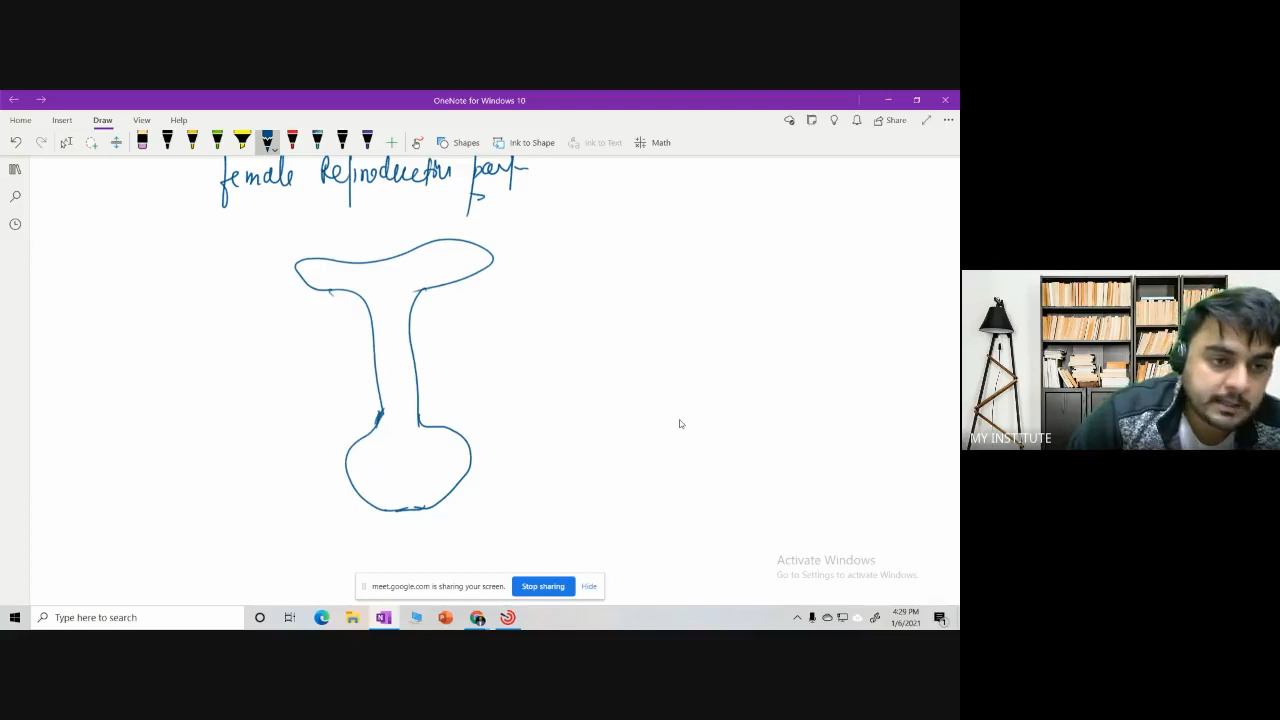 OneNote for Windows 10
Home Insert Draw View Help
Share
Shapes Ink to Shape Ink to Text Math
female Reproduction part
MY INSTITUTE
Activate Windows
Go to Settings to activate Windows.
meet.google.com is sharing your screen. Stop sharing Hide
Type here to search
4:29 PM
1/6/2021